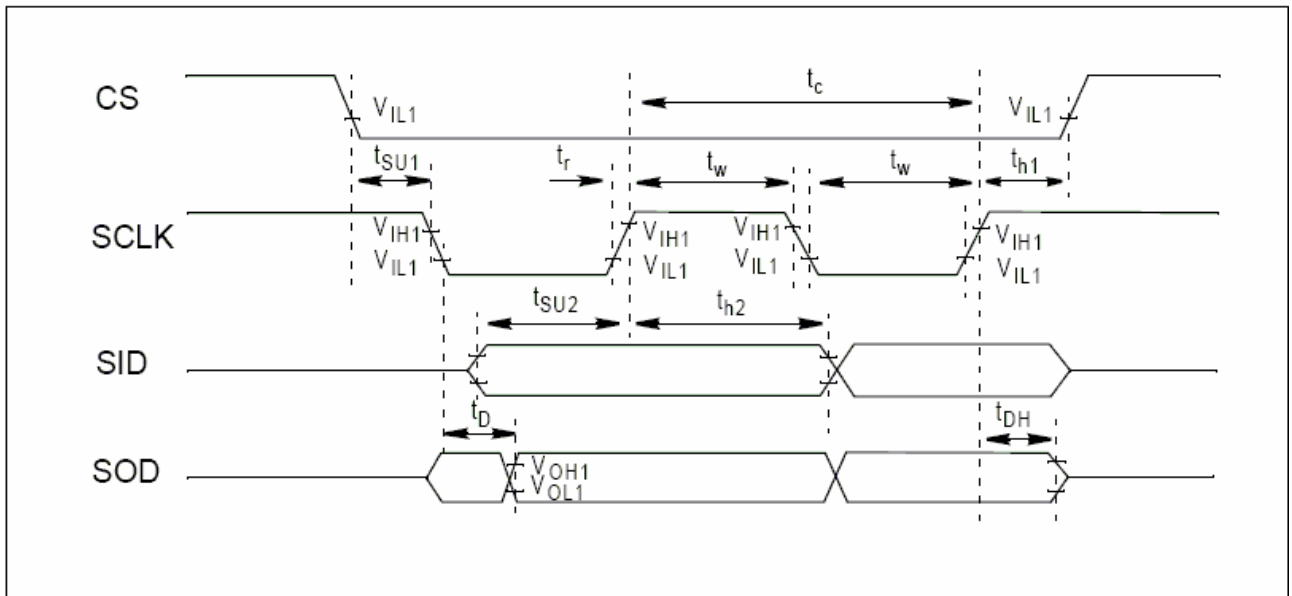 CS
V_IL1
t_c
V_IL1
t_SU1
t_r
t_w
t_w
t_h1
SCLK
V_IH1
V_IL1
V_IH1
V_IL1
V_IH1
V_IL1
V_IH1
V_IL1
t_SU2
t_h2
SID
t_D
t_DH
SOD
V_OH1
V_OL1